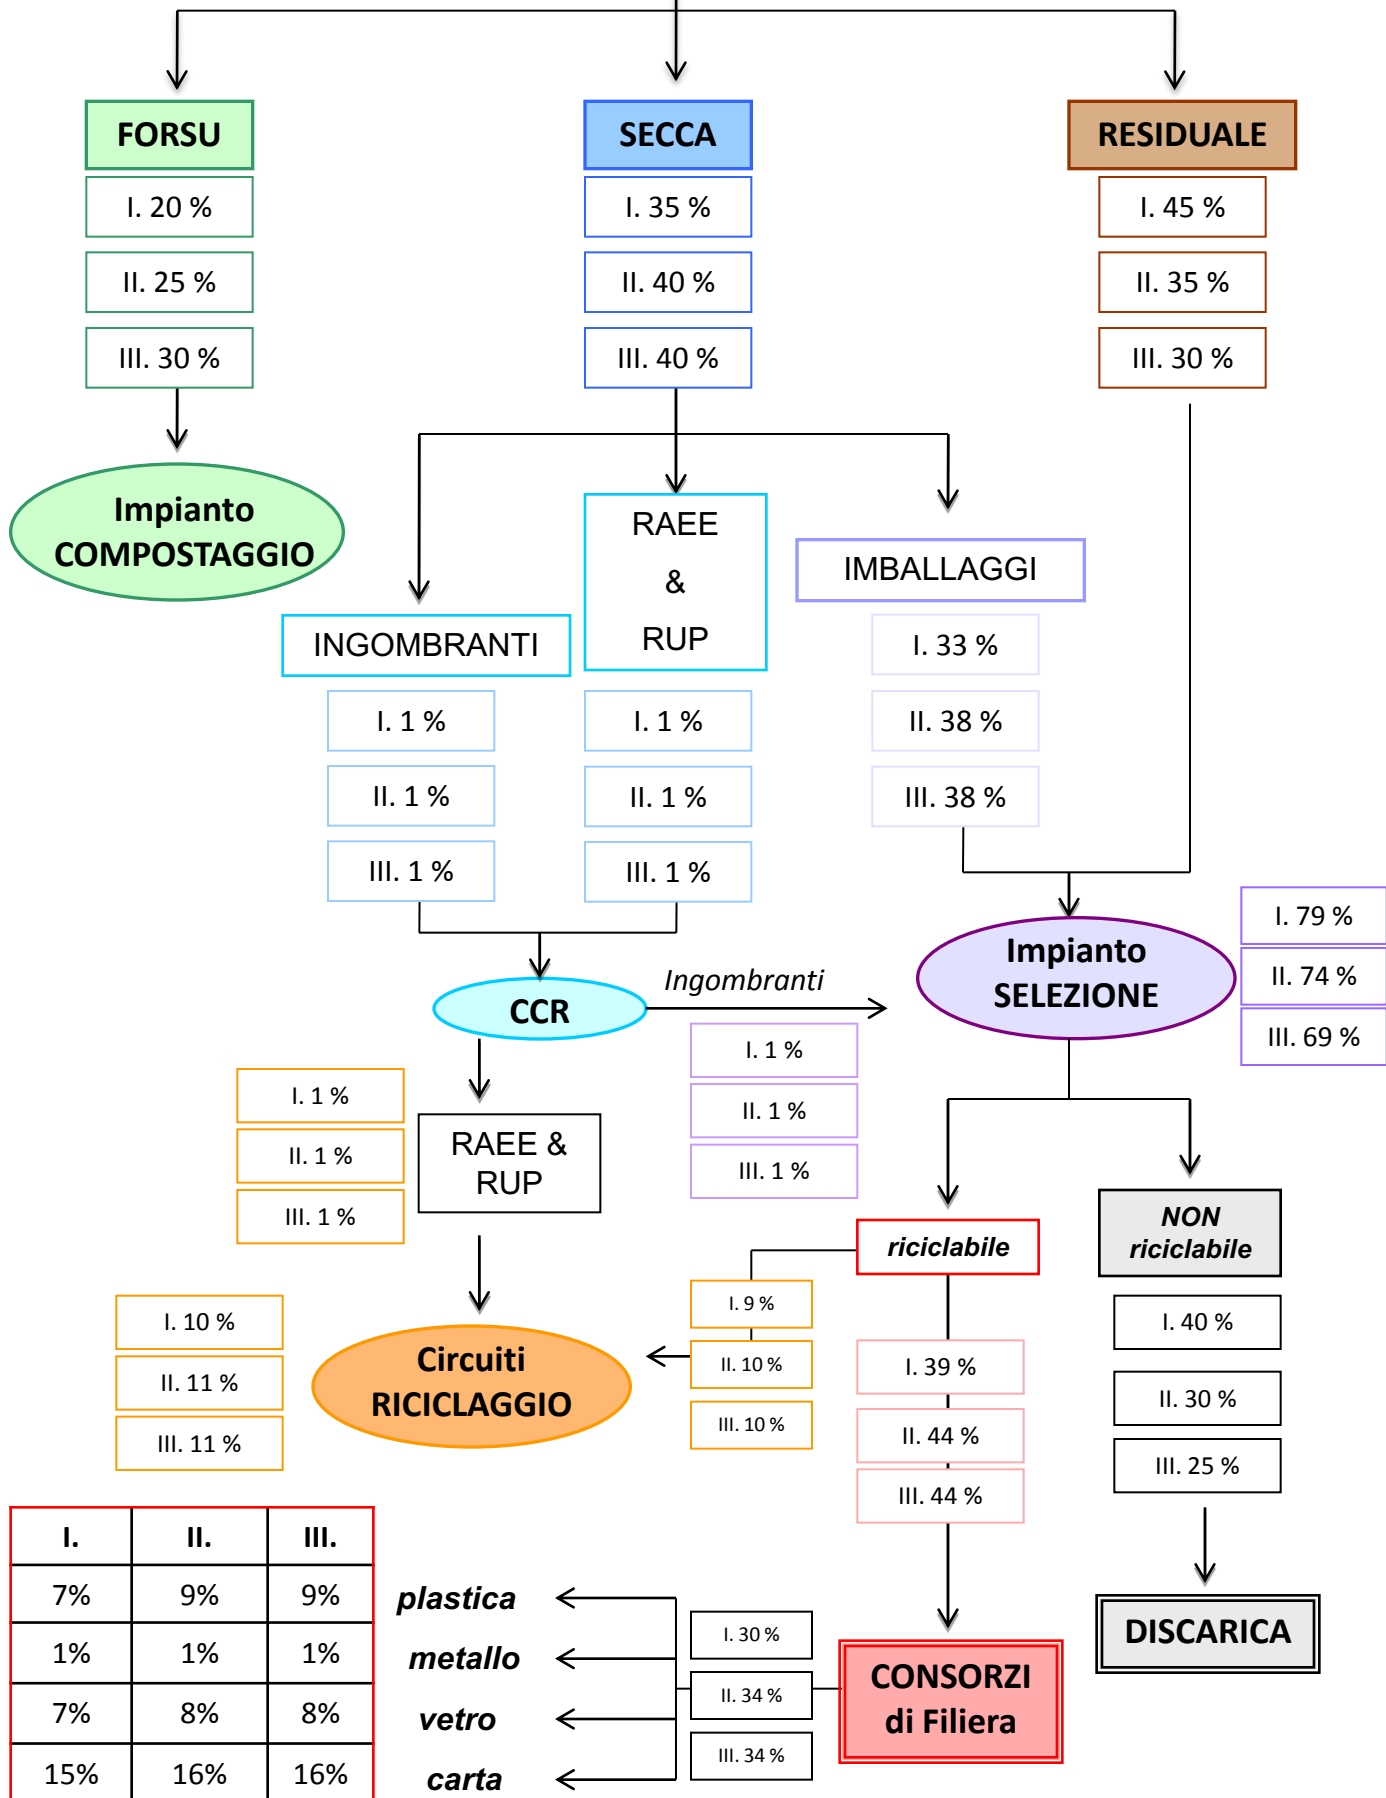 FORSU
SECCA
RESIDUALE
I. 20 %
I. 35 %
I. 45 %
II. 25 %
II. 40 %
II. 35 %
III. 30 %
III. 40 %
III. 30 %
Impianto
COMPOSTAGGIO
RAEE
&
RUP
IMBALLAGGI
INGOMBRANTI
I. 33 %
I. 1 %
I. 1 %
II. 38 %
II. 1 %
II. 1 %
III. 38 %
III. 1 %
III. 1 %
Impianto
SELEZIONE
I. 79 %
II. 74 %
III. 69 %
CCR
Ingombranti
I. 1 %
II. 1 %
III. 1 %
I. 1 %
II. 1 %
III. 1 %
RAEE &
RUP
riciclabile
NON
riciclabile
I. 9 %
II. 10 %
III. 10 %
I. 10 %
II. 11 %
III. 11 %
Circuiti
RICICLAGGIO
I. 39 %
II. 44 %
III. 44 %
I. 40 %
II. 30 %
III. 25 %
I. II. III.
7% 9% 9% plastica
1% 1% 1% metallo
7% 8% 8% vetro
15% 16% 16% carta
I. 30 %
II. 34 %
III. 34 %
CONSORZI
di Filiera
DISCARICA